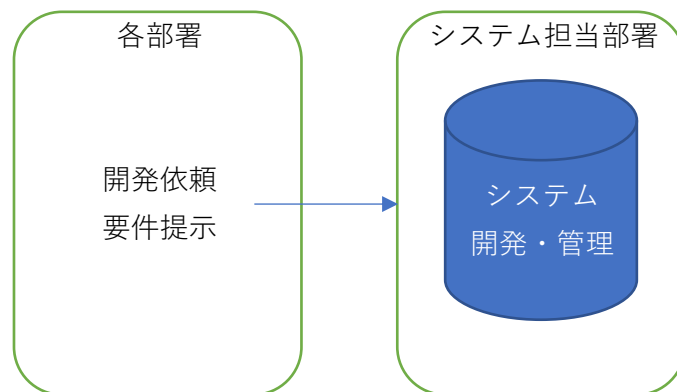 各部署
開発依頼
要件提示
システム担当部署
システム
開発・管理